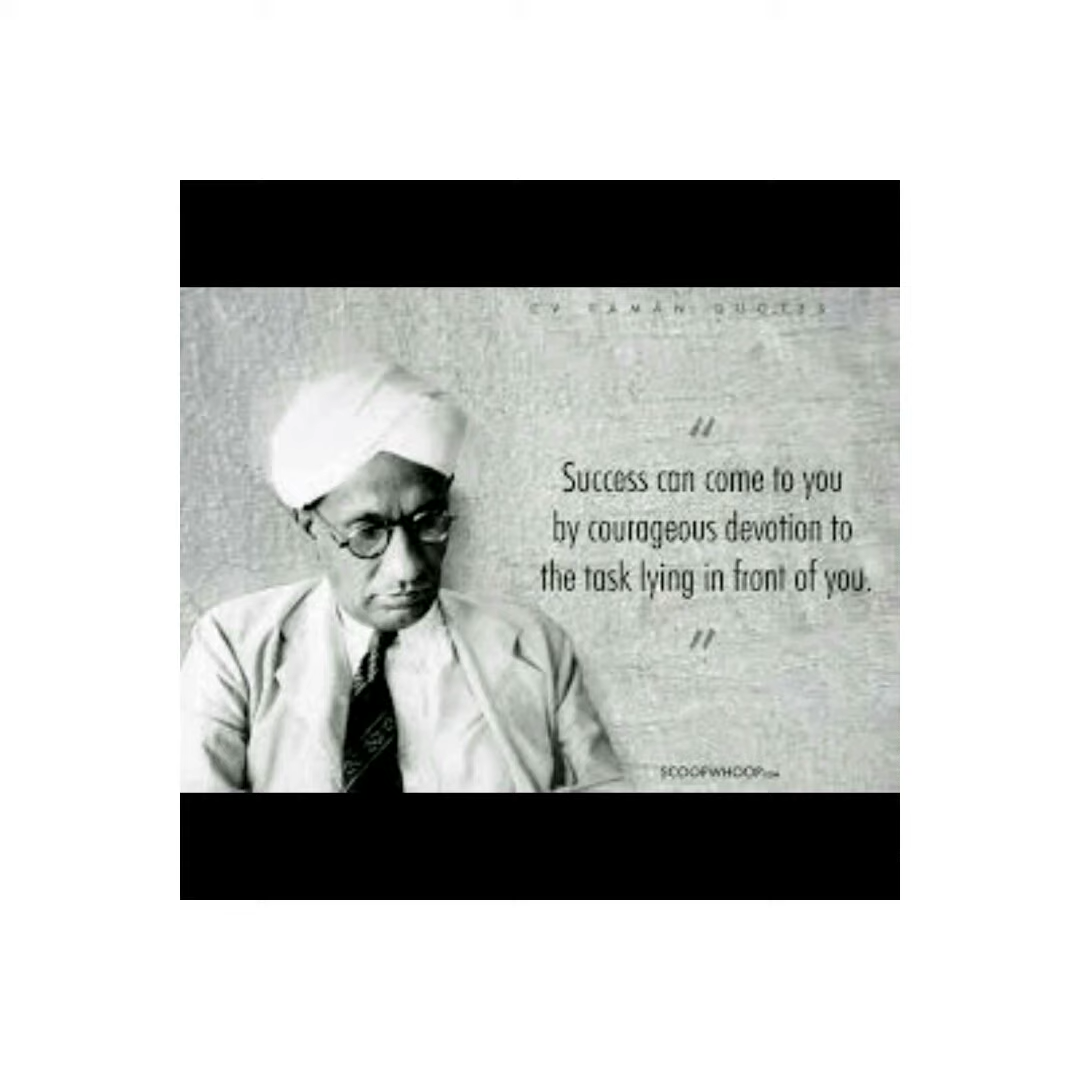 CV RAMAN QUOTES
"
Success can come to you
by courageous devotion to
the task lying in front of you.
"
SCOOPWHOOP.COM